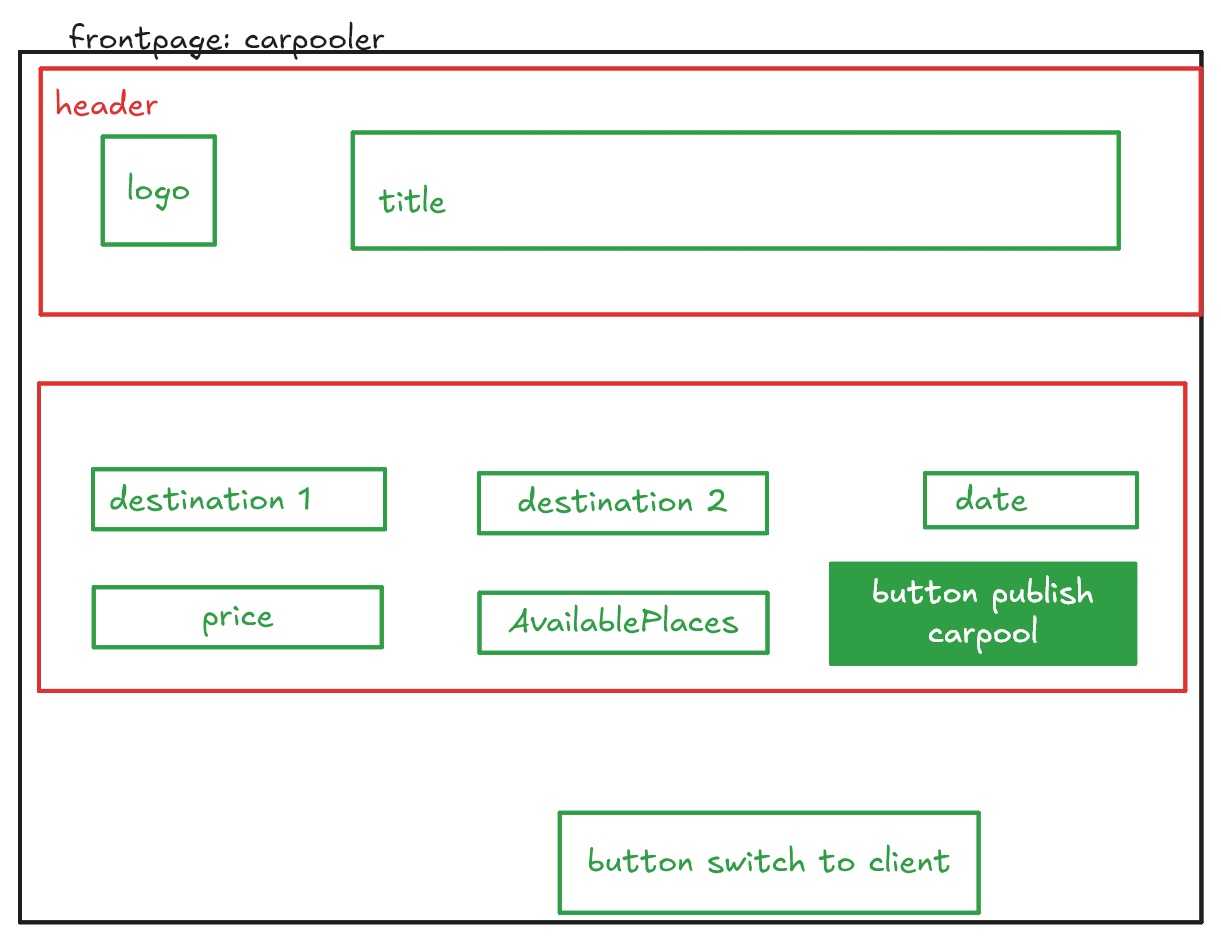 frontpage: carpooler
header
logo
title
destination 1
destination 2
date
price
AvailablePlaces
button publish
carpool
button switch to client